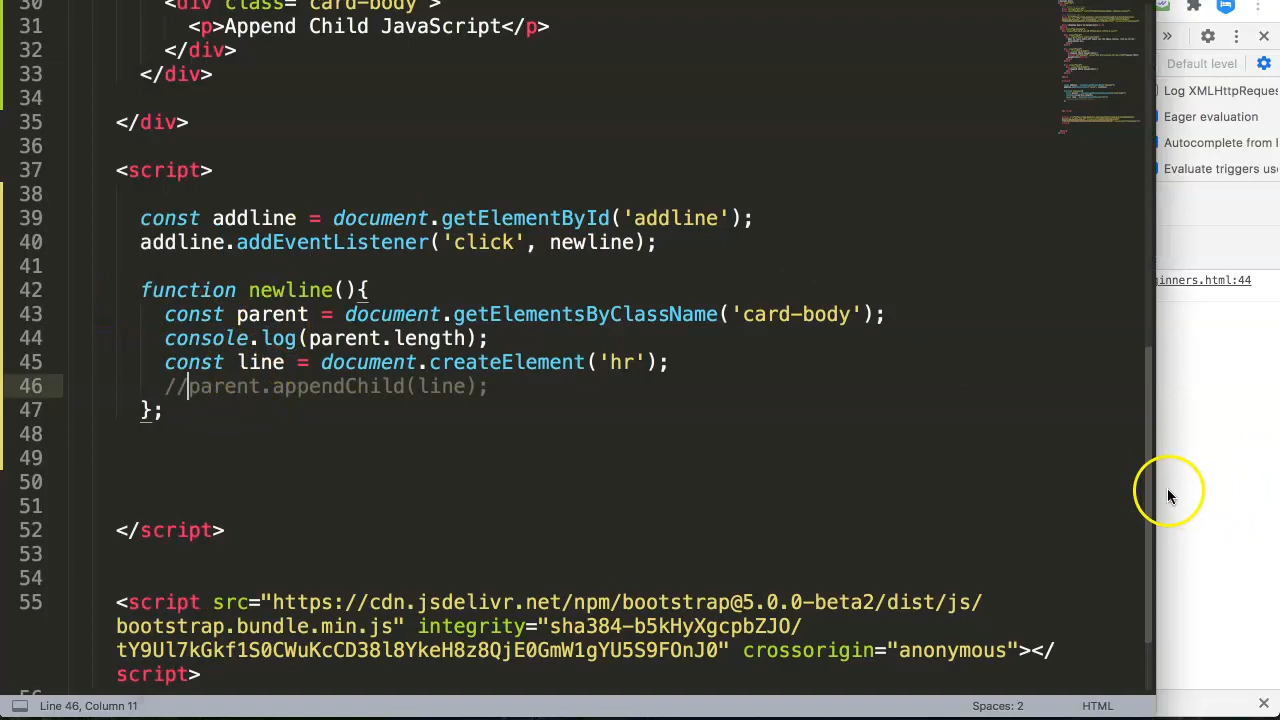 30 <div class="card-body">
31 <p>Append Child JavaScript</p>
32 </div>
33 </div>
34
35 </div>
36
37 <script>
38
39 const addline = document.getElementById('addline');
40 addline.addEventListener('click', newline);
41
42 function newline(){
43 const parent = document.getElementsByClassName('card-body');
44 console.log(parent.length);
45 const line = document.createElement('hr');
46 //parent.appendChild(line);
47 };
48
49
50
51
52 </script>
53
54
55 <script src="https://cdn.jsdelivr.net/npm/bootstrap@5.0.0-beta2/dist/js/
bootstrap.bundle.min.js" integrity="sha384-b5kHyXgcpbZJO/
tY9Ul7kGkf1S0CWuKcCD38l8YkeH8z8QjE0GmW1gYU5S9FOnJ0" crossorigin="anonymous"></
script>
Line 46, Column 11
Spaces: 2
HTML
Default level
Log XMLHttpReque
Eager evaluation
Autocomplete from
Evaluate triggers us
ginners.html:44